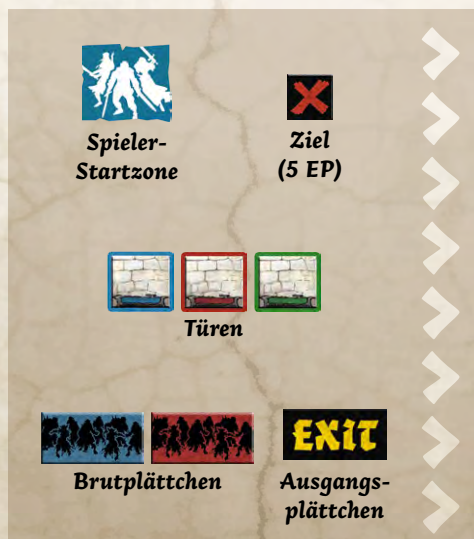 Spieler-
Startzone
Ziel
(5 EP)
Türen
Brutplättchen
EXIT
Ausgangs-
plättchen